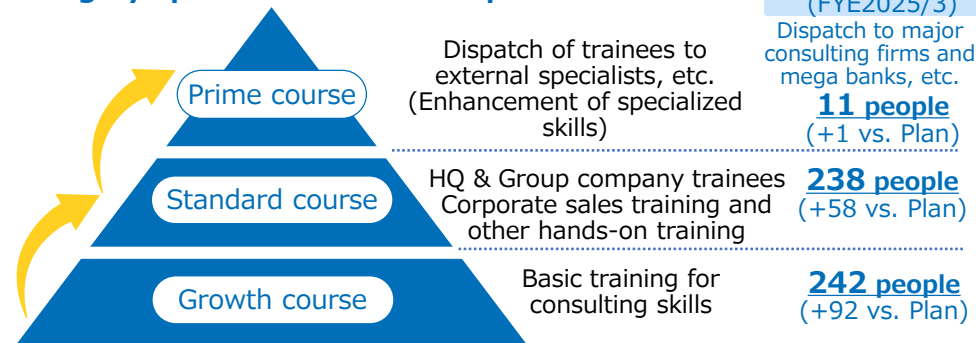 (FYE2025/3)
Prime course
Dispatch of trainees to
external specialists, etc.
(Enhancement of specialized
skills)
Dispatch to major
consulting firms and
mega banks, etc.
11 people
(+1 vs. Plan)
Standard course
HQ & Group company trainees
Corporate sales training and
other hands-on training
238 people
(+58 vs. Plan)
Growth course
Basic training for
consulting skills
242 people
(+92 vs. Plan)